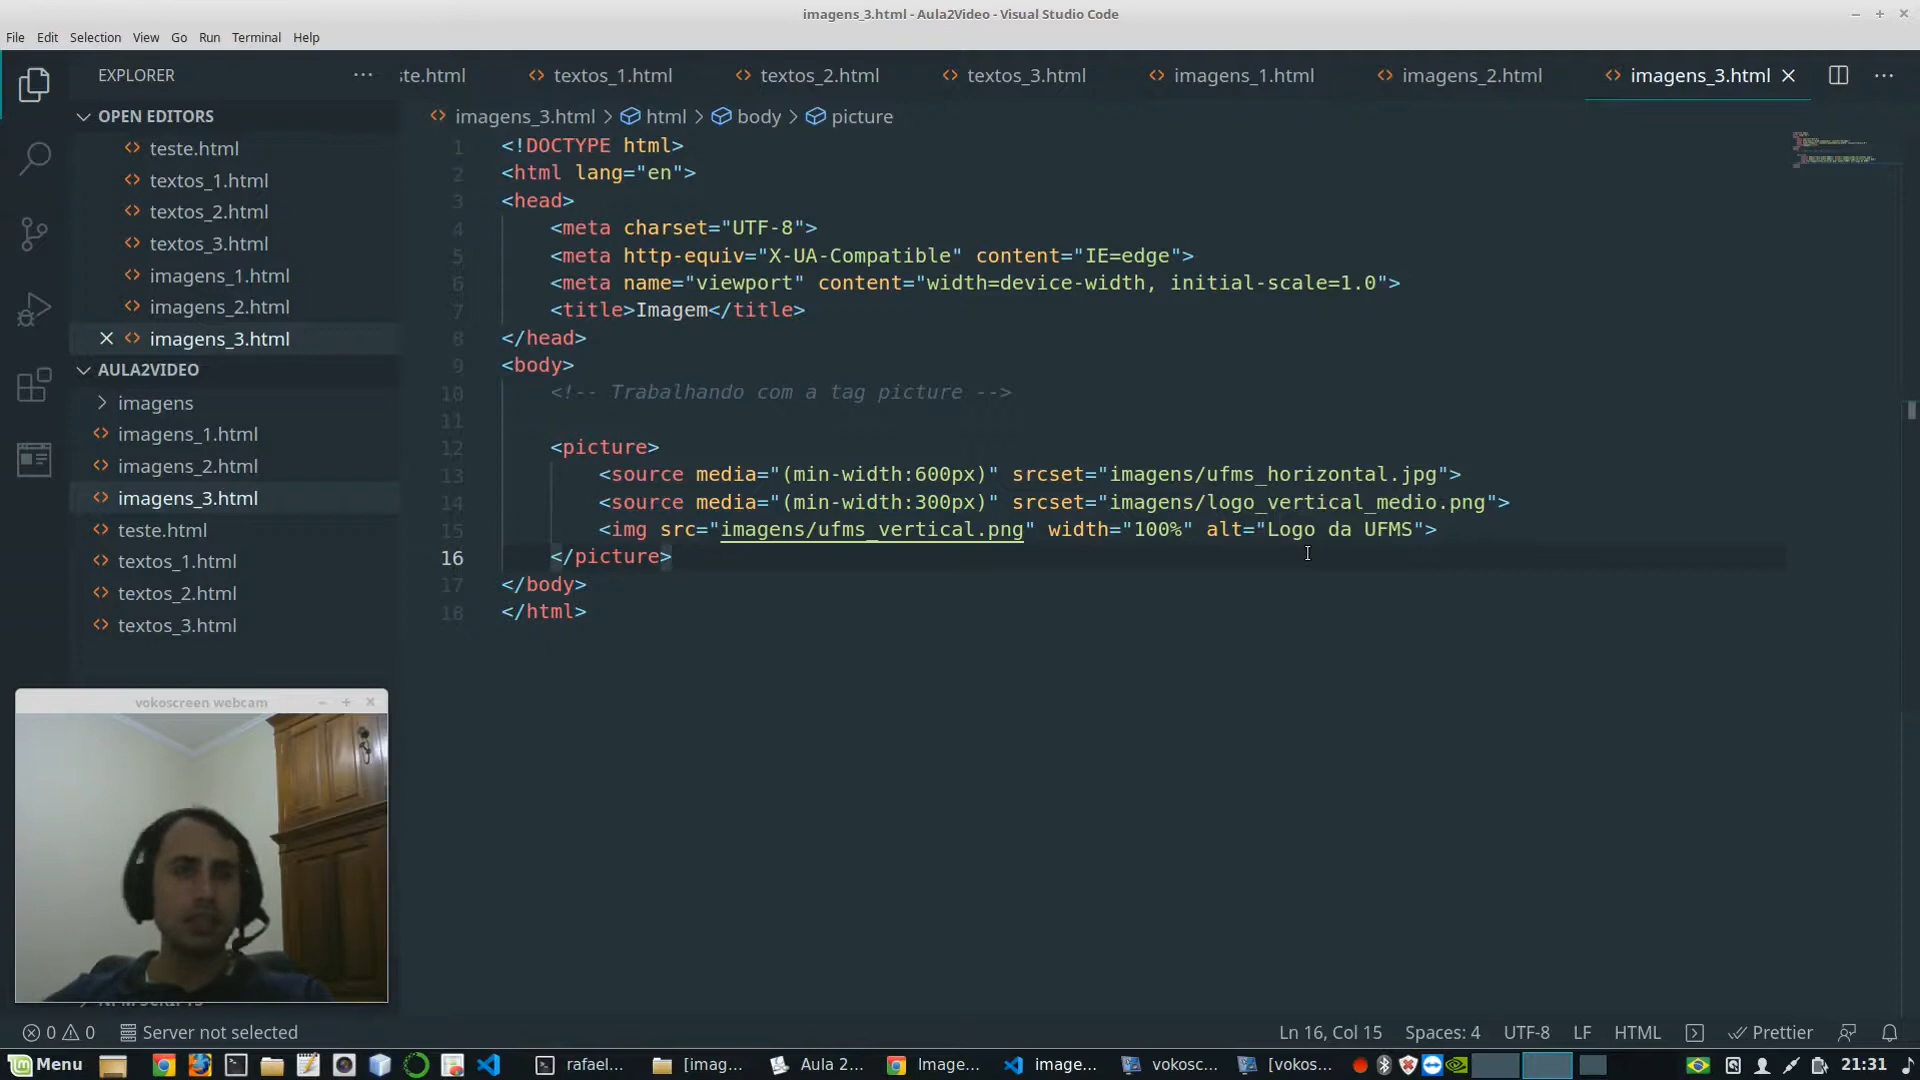 imagens_3.html - Aula2Video - Visual Studio Code
File Edit Selection View Go Run Terminal Help
EXPLORER
ste.html textos_1.html textos_2.html textos_3.html imagens_1.html imagens_2.html imagens_3.html
OPEN EDITORS
teste.html
textos_1.html
textos_2.html
textos_3.html
imagens_1.html
imagens_2.html
imagens_3.html
AULA2VIDEO
imagens
imagens_1.html
imagens_2.html
imagens_3.html
teste.html
textos_1.html
textos_2.html
textos_3.html
imagens_3.html > html > body > picture
1 <!DOCTYPE html>
2 <html lang="en">
3 <head>
4 <meta charset="UTF-8">
5 <meta http-equiv="X-UA-Compatible" content="IE=edge">
6 <meta name="viewport" content="width=device-width, initial-scale=1.0">
7 <title>Imagem</title>
8 </head>
9 <body>
10 <!-- Trabalhando com a tag picture -->
11
12 <picture>
13 <source media="(min-width:600px)" srcset="imagens/ufms_horizontal.jpg">
14 <source media="(min-width:300px)" srcset="imagens/logo_vertical_medio.png">
15 <img src="imagens/ufms_vertical.png" width="100%" alt="Logo da UFMS">
16 </picture>
17 </body>
18 </html>
vokoscreen webcam
0 0 Server not selected
Ln 16, Col 15 Spaces: 4 UTF-8 LF HTML Prettier
Menu rafael... [imag... Aula 2... Image... image... vokosc... [vokos... 21:31